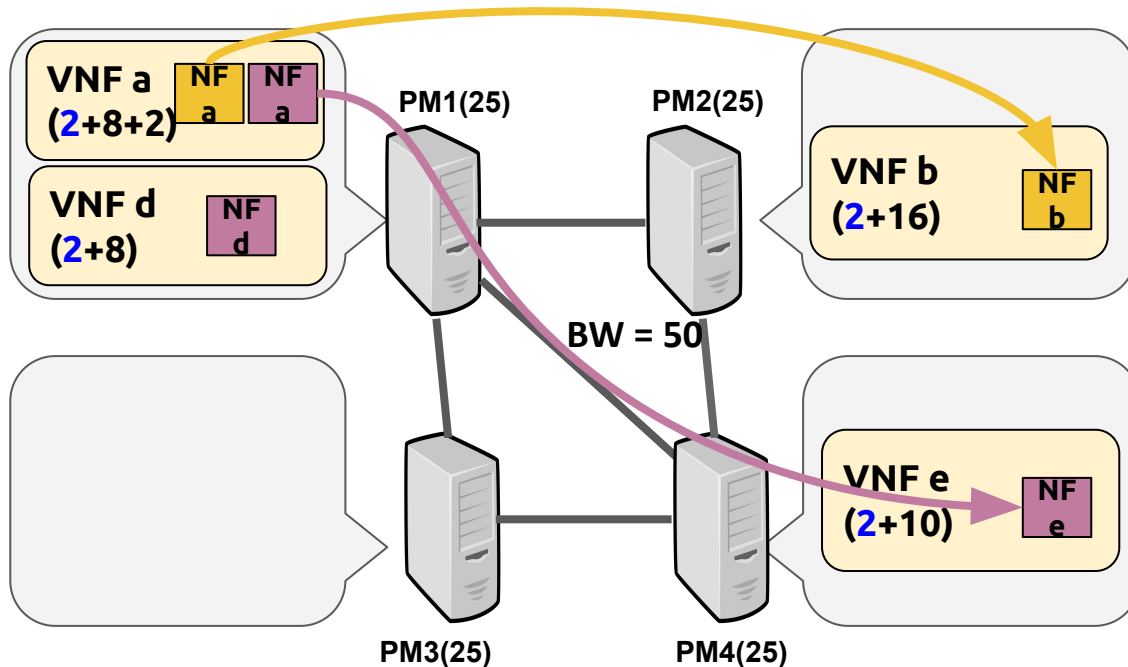 VNF a
(2+8+2)
NF
a
NF
a
VNF d
(2+8)
NF
d
PM1(25)
PM2(25)
VNF b
(2+16)
NF
b
BW = 50
VNF e
(2+10)
NF
e
PM3(25)
PM4(25)